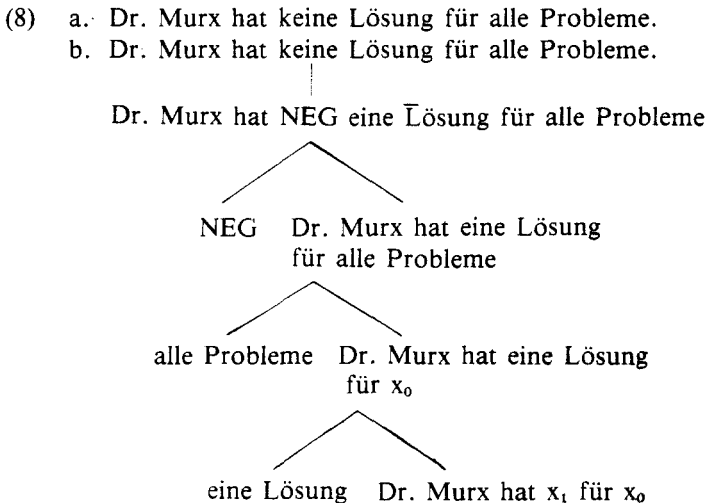 (8) a. Dr. Murx hat keine Lösung für alle Probleme.
b. Dr. Murx hat keine Lösung für alle Probleme.
Dr. Murx hat NEG eine Lösung für alle Probleme
NEG Dr. Murx hat eine Lösung
für alle Probleme
alle Probleme Dr. Murx hat eine Lösung
für x₀
eine Lösung Dr. Murx hat x₁ für x₀